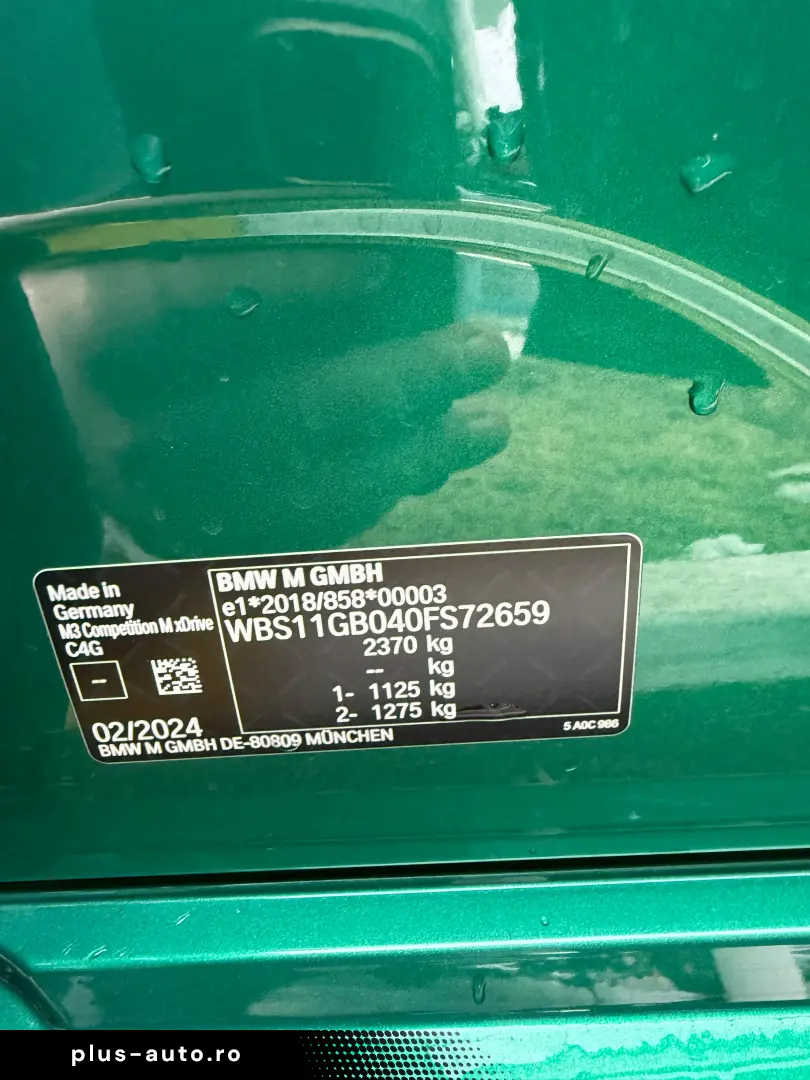 Made in
Germany
M3 Competition M xDrive
C4G
–
02/2024
BMW M GMBH DE-80809 MÜNCHEN
BMW M GMBH
e1*2018/858*00003
WBS11GB040FS72659
2370 kg
-- kg
1- 1125 kg
2- 1275 kg
5 A0C 986
plus-auto.ro